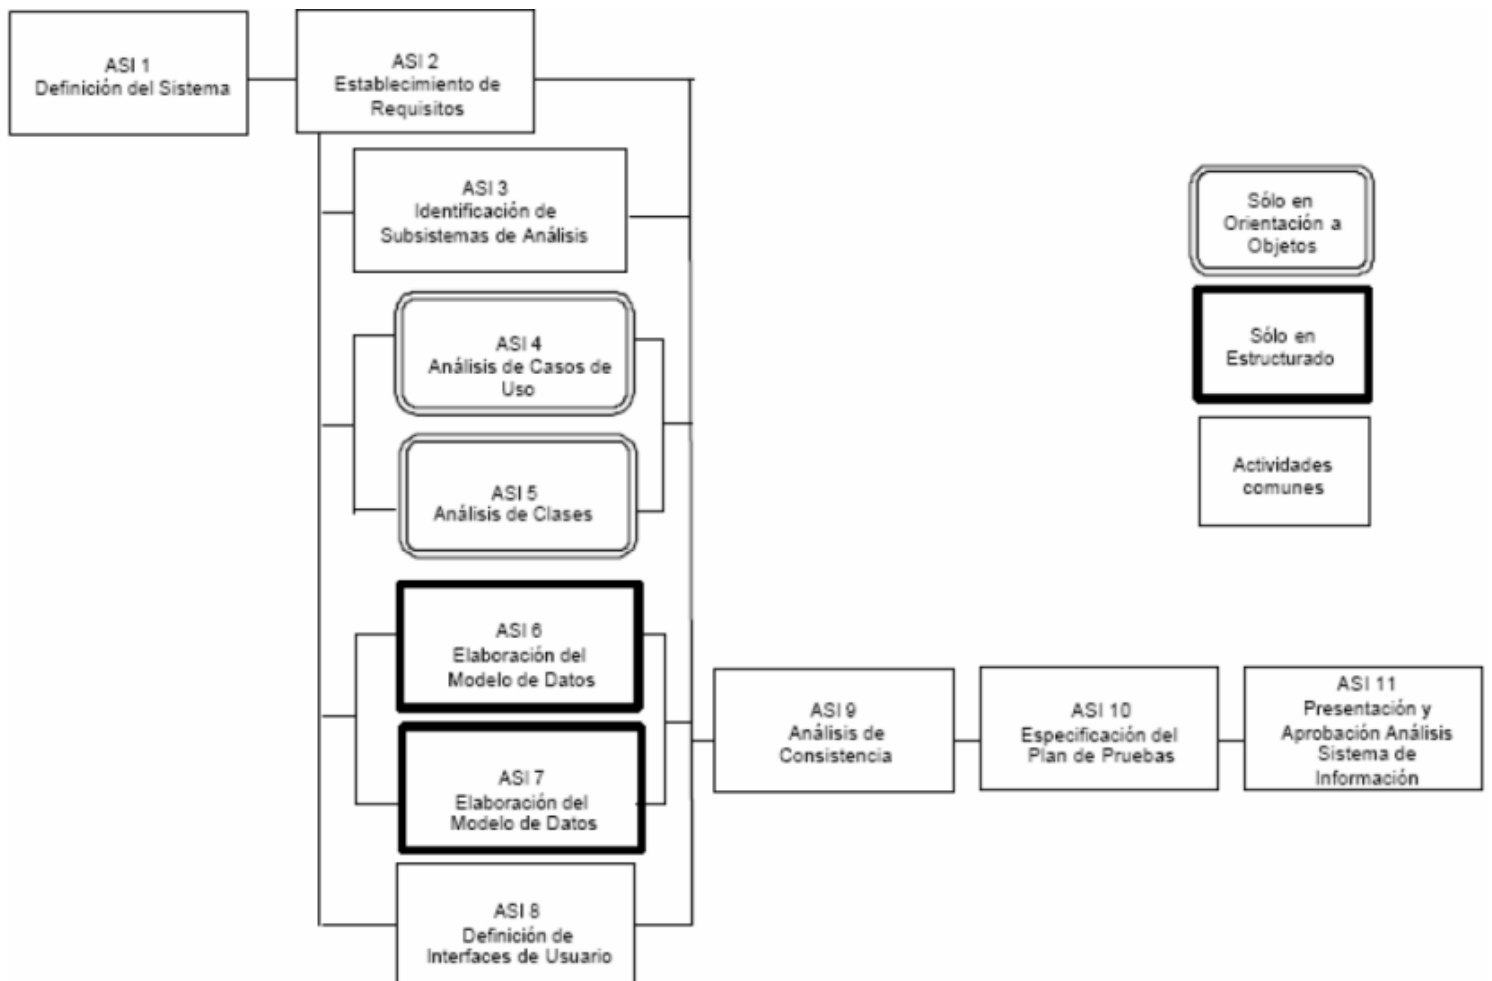 ASI 1
Definición del Sistema
ASI 2
Establecimiento de
Requisitos
ASI 3
Identificación de
Subsistemas de Análisis
ASI 4
Análisis de Casos de
Uso
ASI 5
Análisis de Clases
ASI 6
Elaboración del
Modelo de Datos
ASI 7
Elaboración del
Modelo de Datos
ASI 8
Definición de
Interfaces de Usuario
ASI 9
Análisis de
Consistencia
ASI 10
Especificación del
Plan de Pruebas
ASI 11
Presentación y
Aprobación Análisis
Sistema de
Información
Sólo en
Orientación a
Objetos
Sólo en
Estructurado
Actividades
comunes